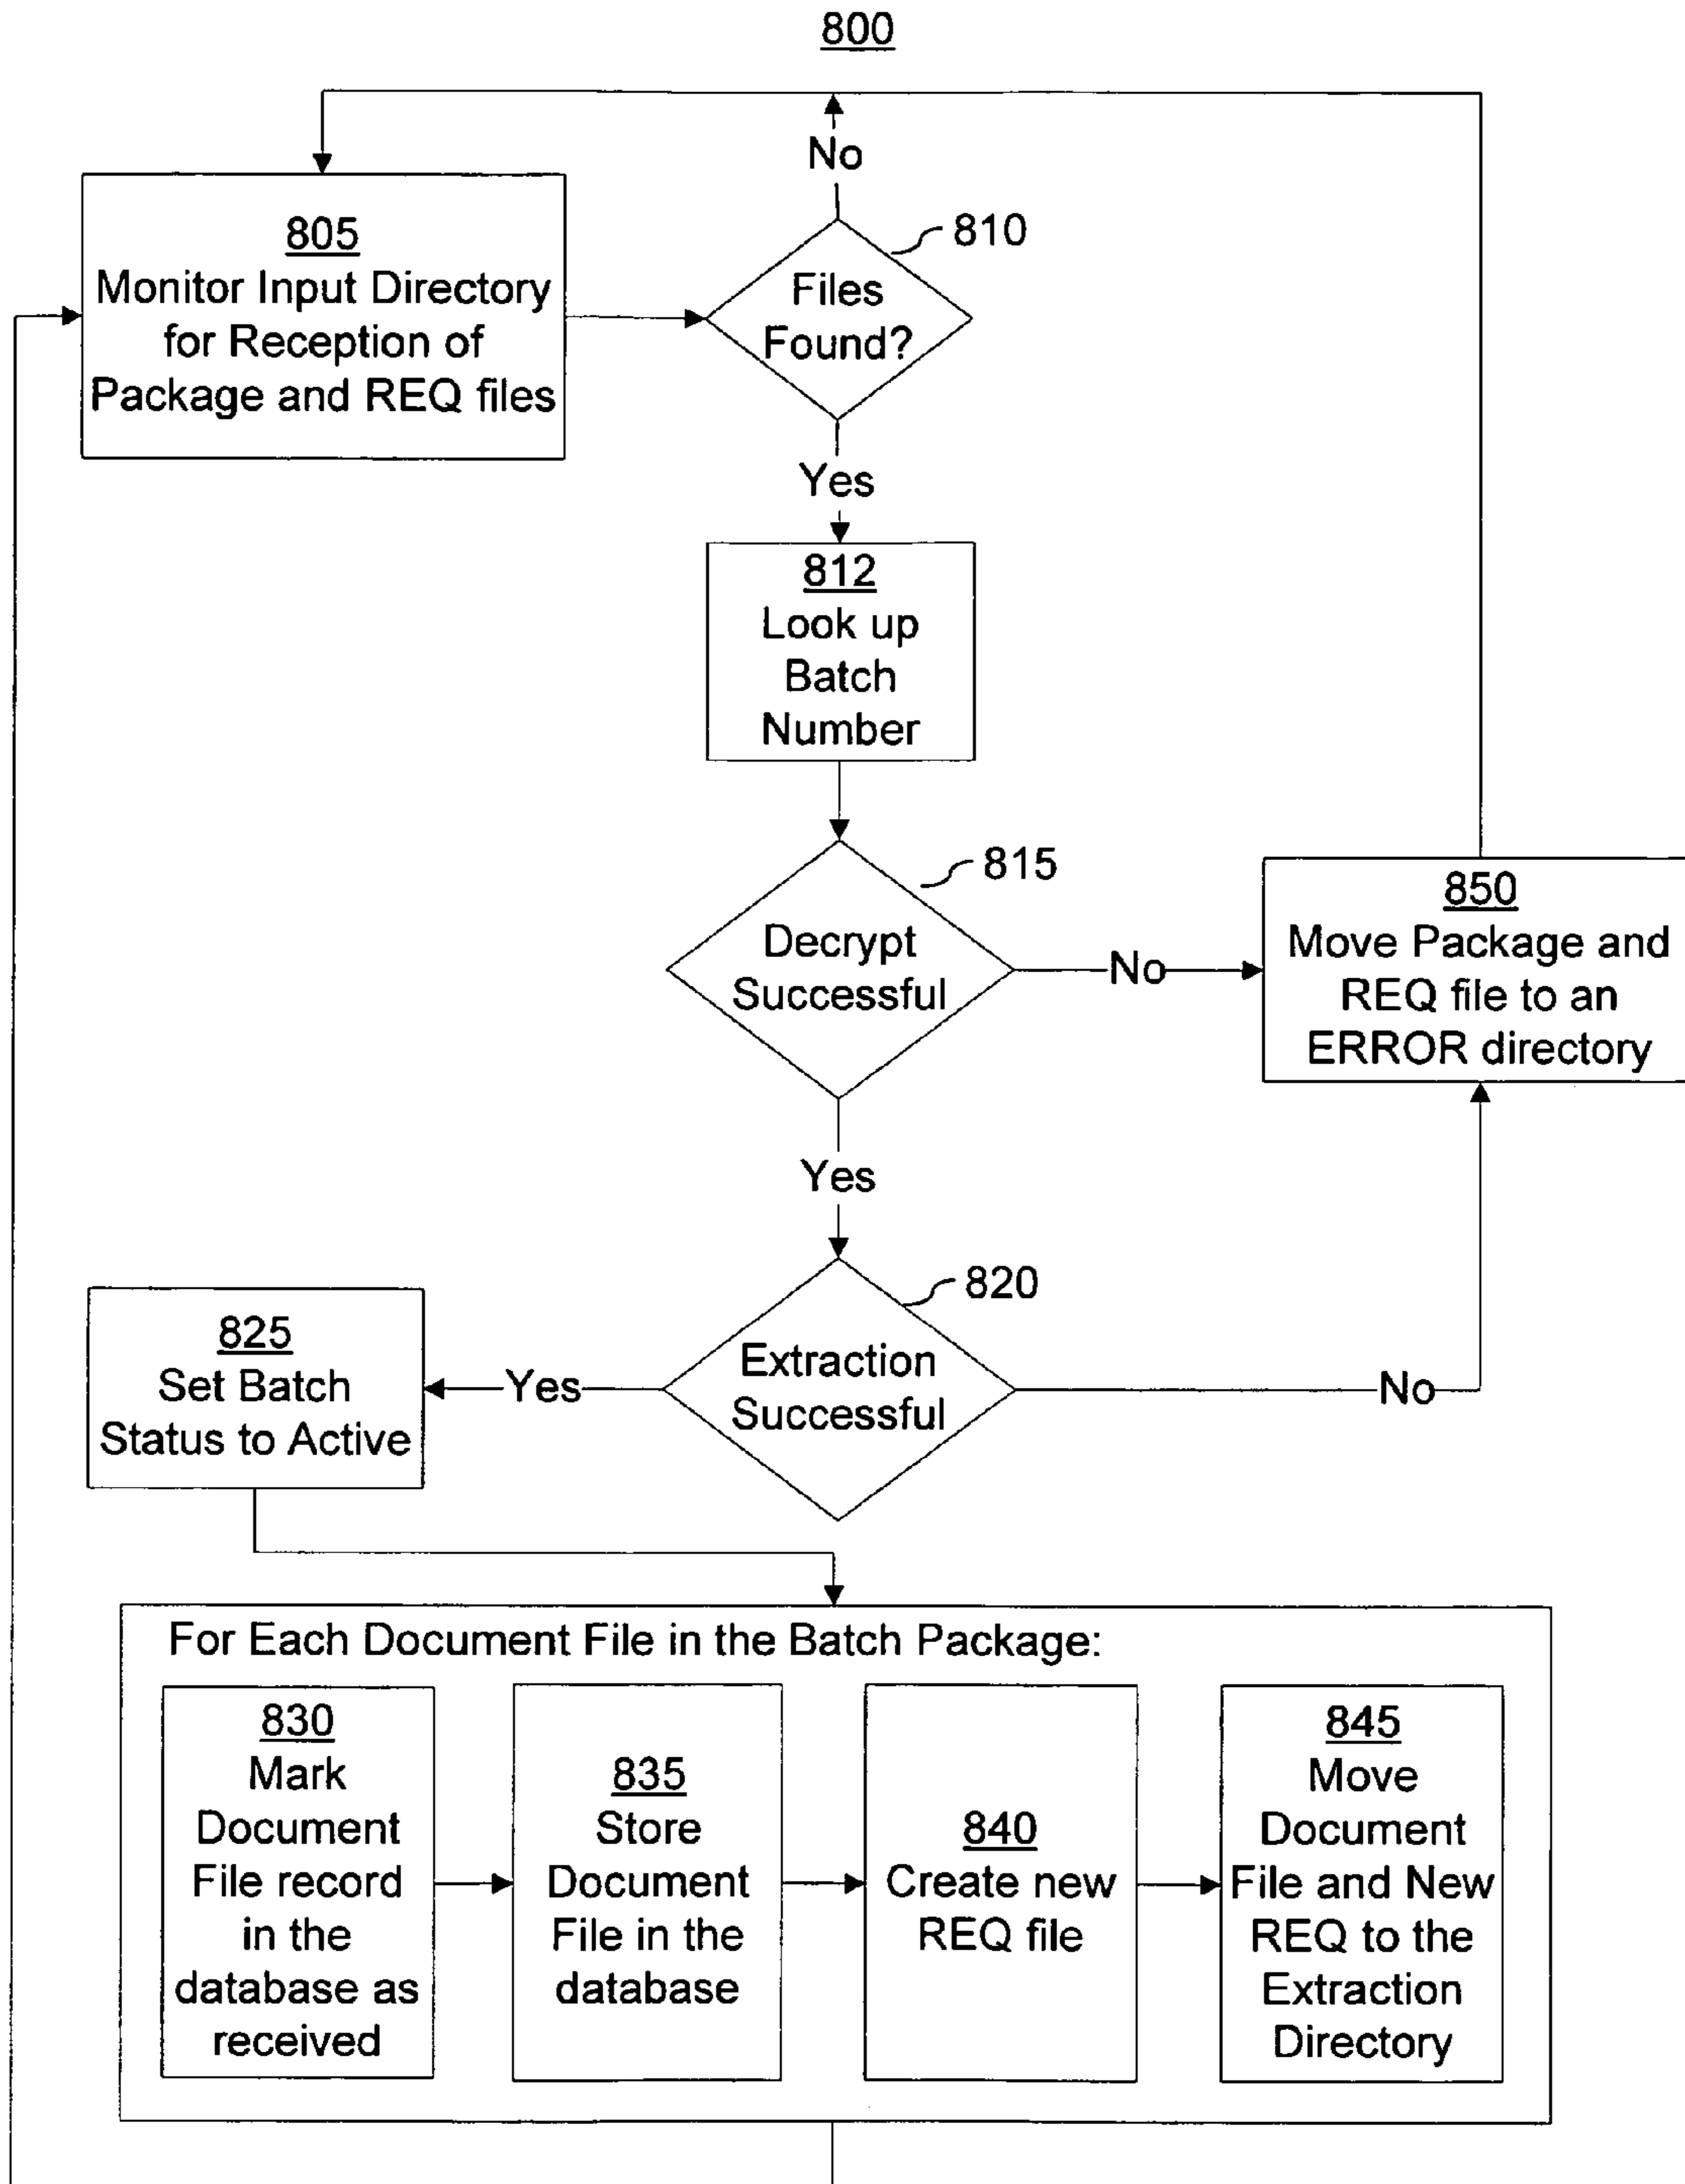 800
No
805
Monitor Input Directory
for Reception of
Package and REQ files
810
Files
Found?
Yes
812
Look up
Batch
Number
815
Decrypt
Successful
No
850
Move Package and
REQ file to an
ERROR directory
Yes
820
Extraction
Successful
Yes
No
825
Set Batch
Status to Active
For Each Document File in the Batch Package:
830
Mark
Document
File record
in the
database as
received
835
Store
Document
File in the
database
840
Create new
REQ file
845
Move
Document
File and New
REQ to the
Extraction
Directory